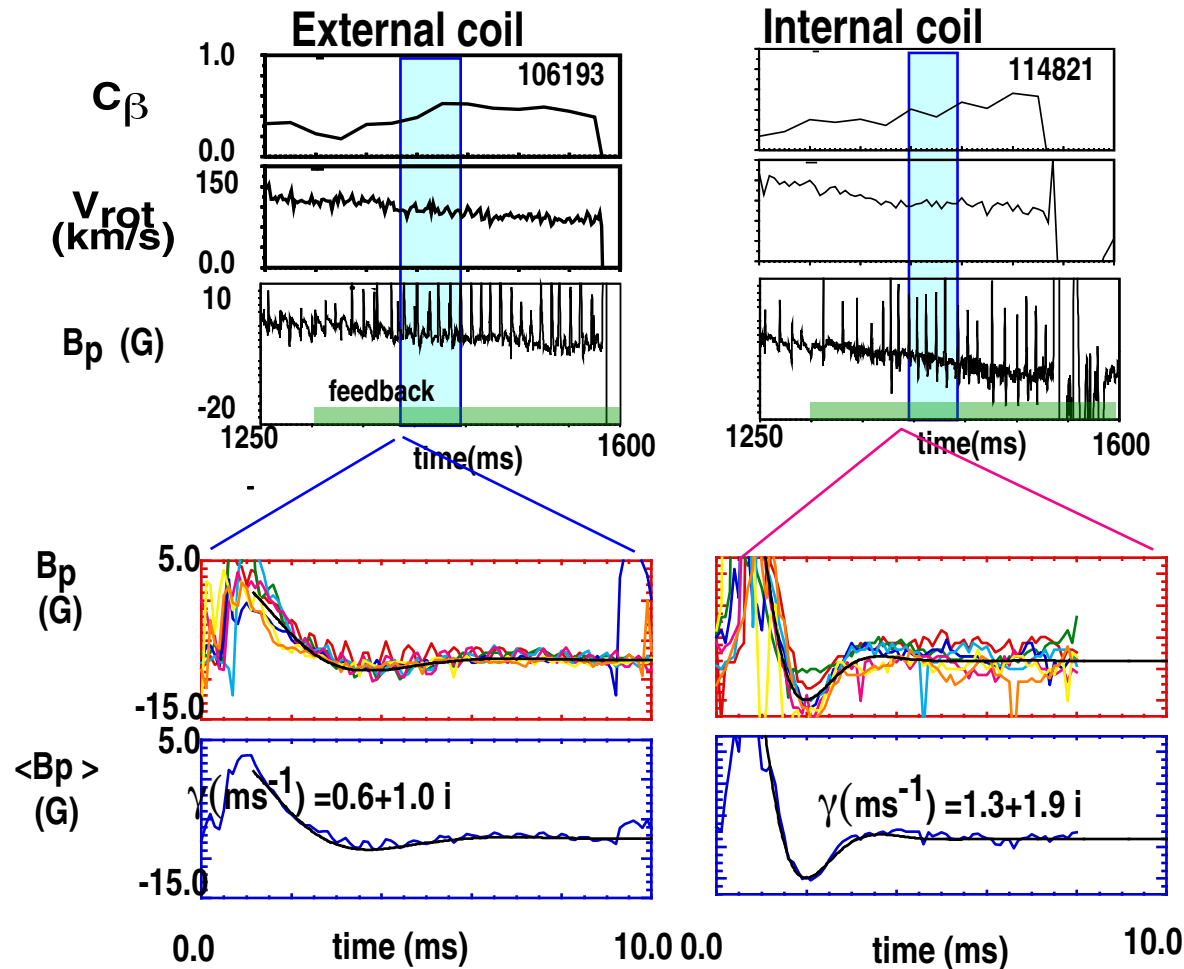 External coil
Internal coil
1.0
Cβ
0.0
106193
114821
150
Vrot
(km/s)
0.0
10
Bp (G)
-20
feedback
1250
time(ms)
1600
1250
time(ms)
1600
5.0
Bp
(G)
-15.0
5.0
<Bp >
(G)
-15.0
γ(ms-1) =0.6+1.0 i
γ(ms-1) =1.3+1.9 i
0.0
time (ms)
10.0
0.0
time (ms)
10.0